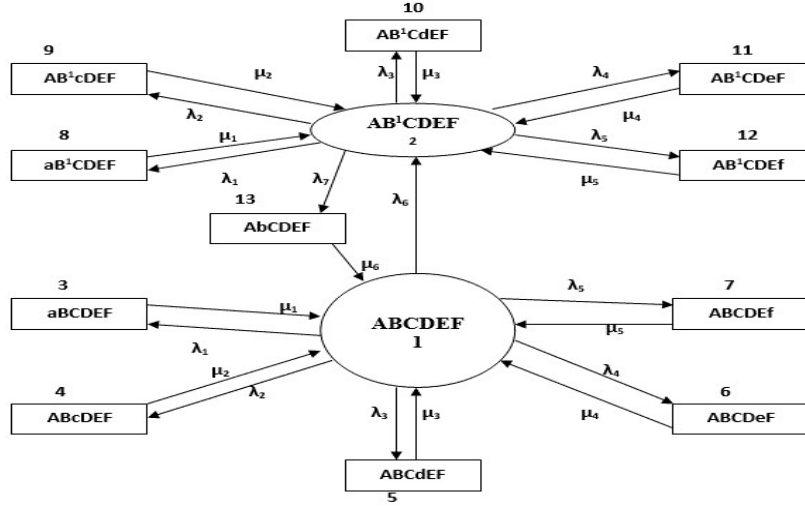 10
AB¹CdEF
9
AB¹cDEF
11
AB¹CDeF
μ₂
λ₃
μ₃
λ₄
λ₂
μ₄
8
aB¹CDEF
AB¹CDEF
2
12
AB¹CDEf
μ₁
λ₁
λ₅
μ₅
λ₇
13
AbCDEF
λ₆
μ₆
3
aBCDEF
μ₁
λ₁
ABCDEF
1
λ₅
7
ABCDEf
μ₅
μ₂
λ₂
λ₄
4
ABcDEF
6
ABCDeF
μ₄
λ₃
μ₃
ABCdEF
5